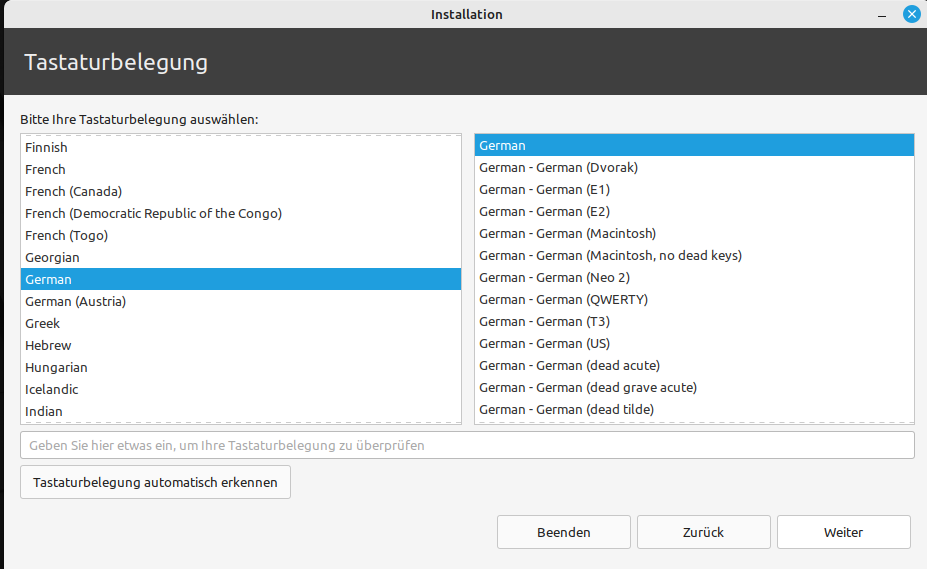 Installation
Tastaturbelegung
Bitte Ihre Tastaturbelegung auswählen:
Finnish
French
French (Canada)
French (Democratic Republic of the Congo)
French (Togo)
Georgian
German
German (Austria)
Greek
Hebrew
Hungarian
Icelandic
Indian
German
German - German (Dvorak)
German - German (E1)
German - German (E2)
German - German (Macintosh)
German - German (Macintosh, no dead keys)
German - German (Neo 2)
German - German (QWERTY)
German - German (T3)
German - German (US)
German - German (dead acute)
German - German (dead grave acute)
German - German (dead tilde)
Geben Sie hier etwas ein, um Ihre Tastaturbelegung zu überprüfen
Tastaturbelegung automatisch erkennen
Beenden
Zurück
Weiter